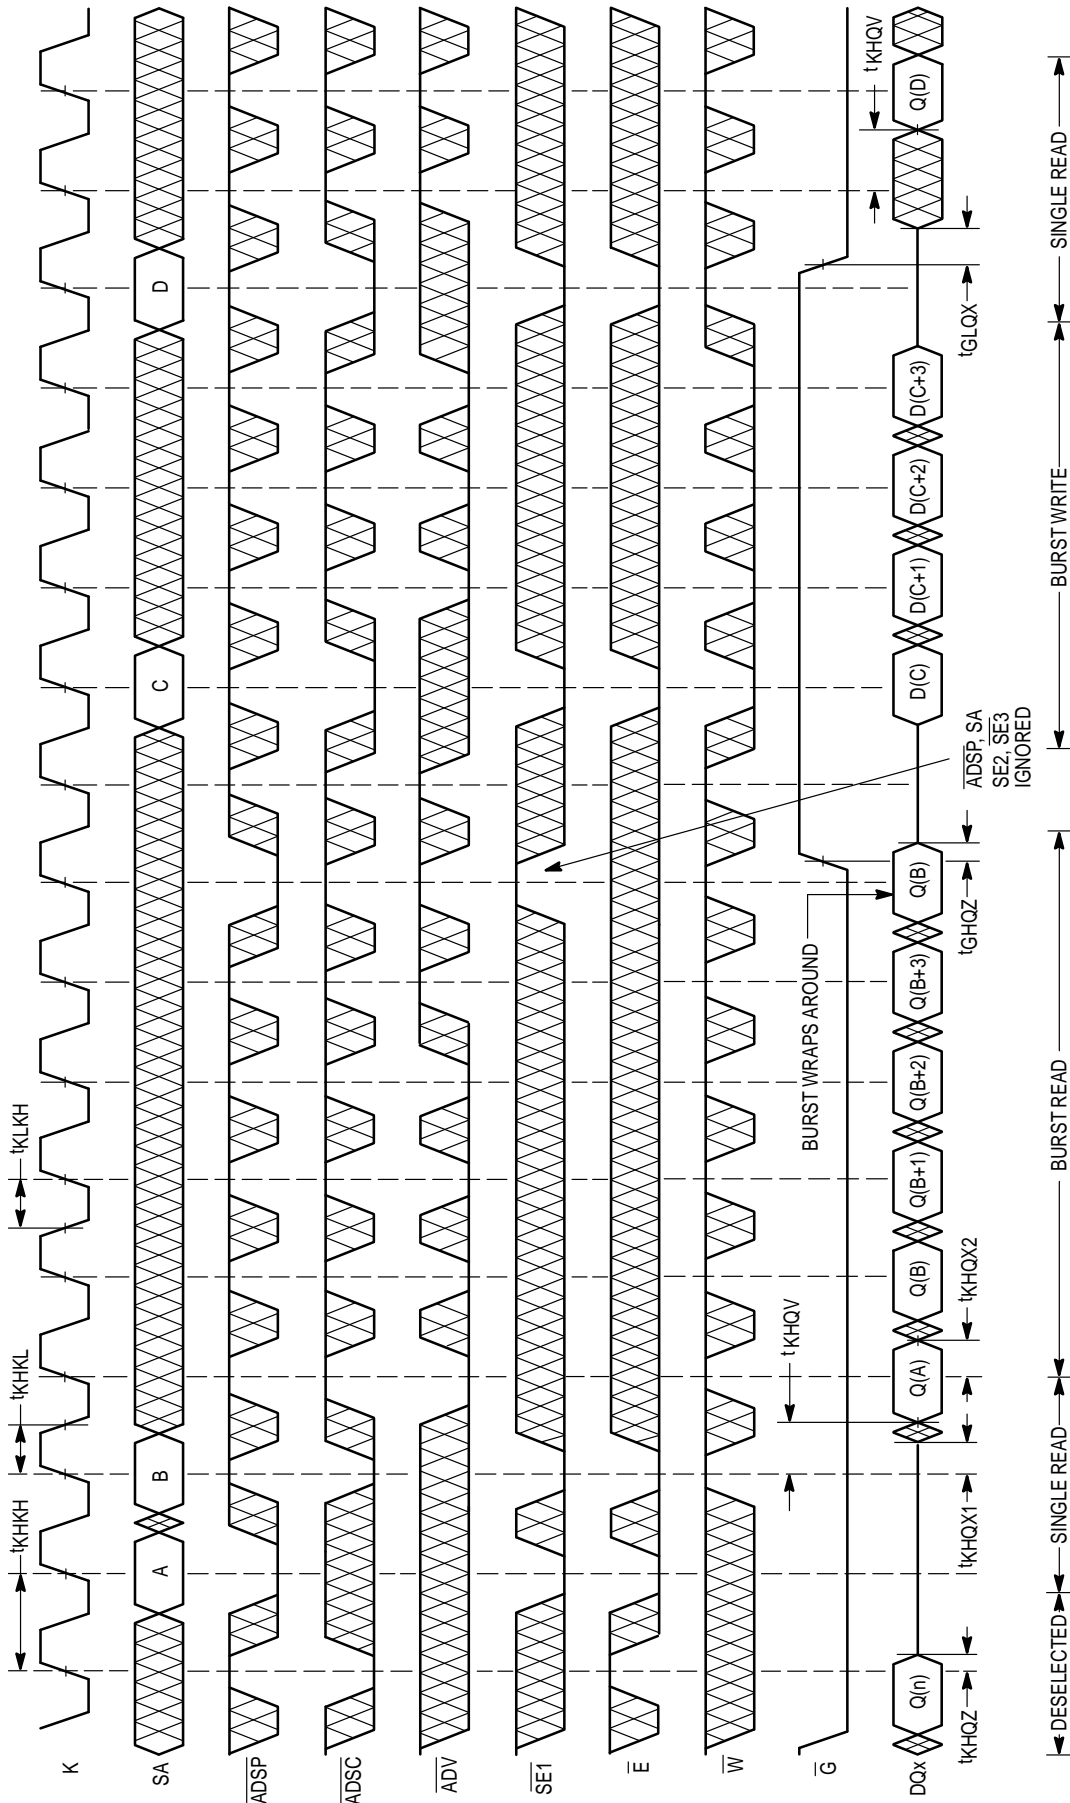 tKHKH
tKHKL
tKLKH
K
SA
A
B
C
D
ADSP
ADSC
ADV
SE1
E
W
G
tKHQV
BURST WRAPS AROUND
ADSP, SA
SE2, SE3
IGNORED
tKHQV
DQx
Q(n)
Q(A)
Q(B)
Q(B+1)
Q(B+2)
Q(B+3)
Q(B)
D(C)
D(C+1)
D(C+2)
D(C+3)
Q(D)
tKHQZ
tKHQX1
tKHQX2
tGHQZ
tGLQX
DESELECTED
SINGLE READ
BURST READ
BURST WRITE
SINGLE READ